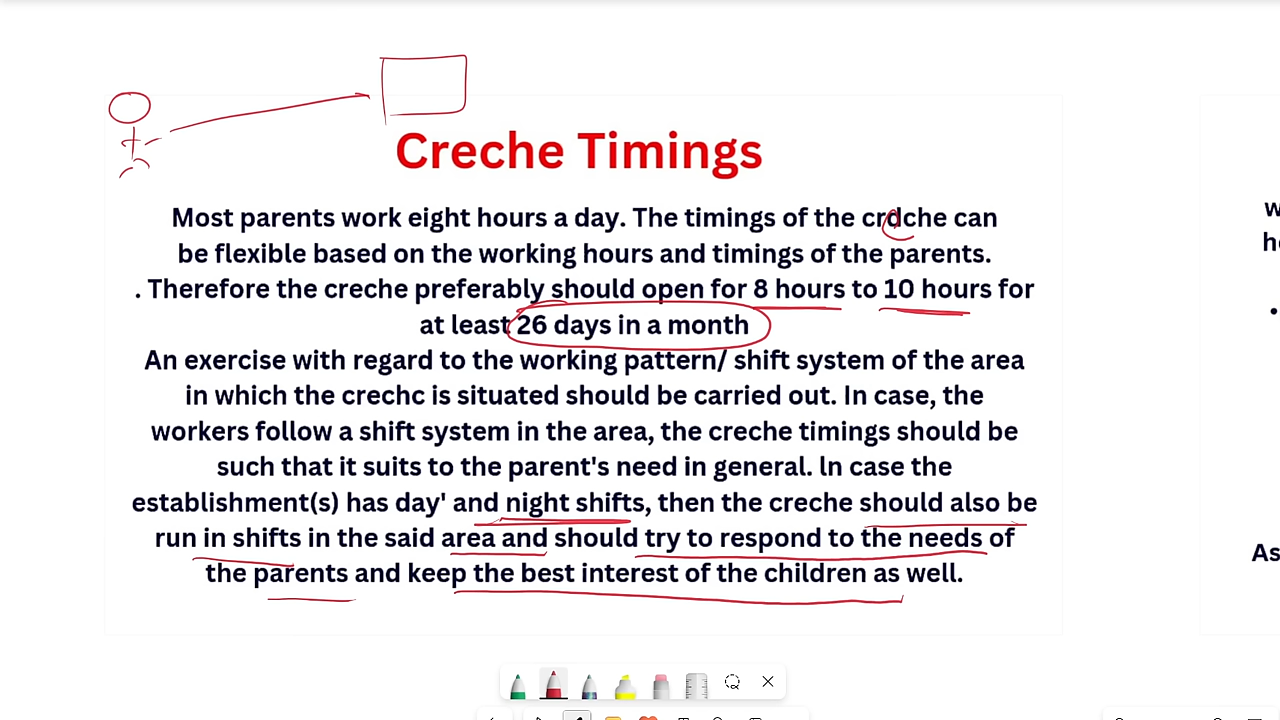 Creche Timings
Most parents work eight hours a day. The timings of the crdche can
be flexible based on the working hours and timings of the parents.
. Therefore the creche preferably should open for 8 hours to 10 hours for
at least 26 days in a month
An exercise with regard to the working pattern/ shift system of the area
in which the crechc is situated should be carried out. In case, the
workers follow a shift system in the area, the creche timings should be
such that it suits to the parent's need in general. ln case the
establishment(s) has day' and night shifts, then the creche should also be
run in shifts in the said area and should try to respond to the needs of
the parents and keep the best interest of the children as well.
As